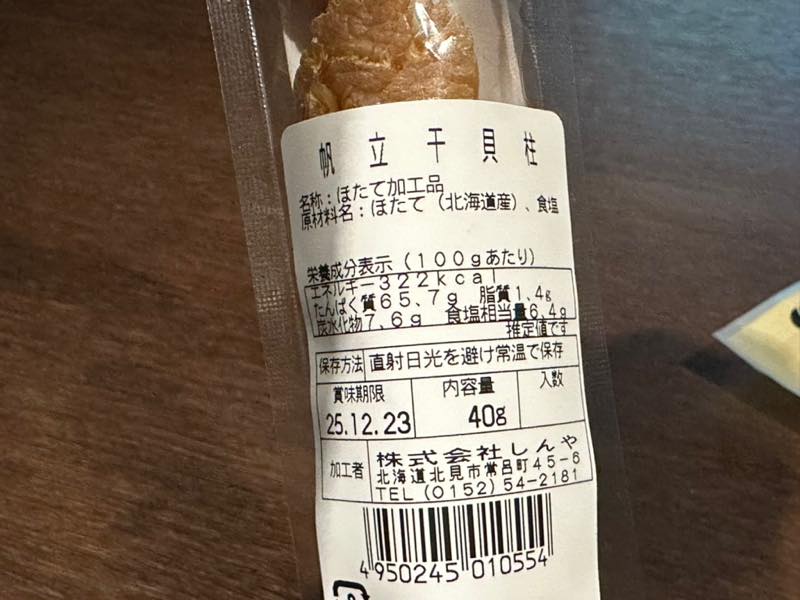 帆立干貝柱
名称:ほたて加工品
原材料名:ほたて(北海道産)、食塩
栄養成分表示(100gあたり)
エネルギー322kcal
たんぱく質65.7g 脂質1.4g
炭水化物7.6g 食塩相当量6.4g
推定値です
保存方法 直射日光を避け常温で保存
賞味期限 内容量 入数
25.12.23 40g
加工者 株式会社しんや
北海道北見市常呂町45-6
TEL(0152)54-2181
4950245010554